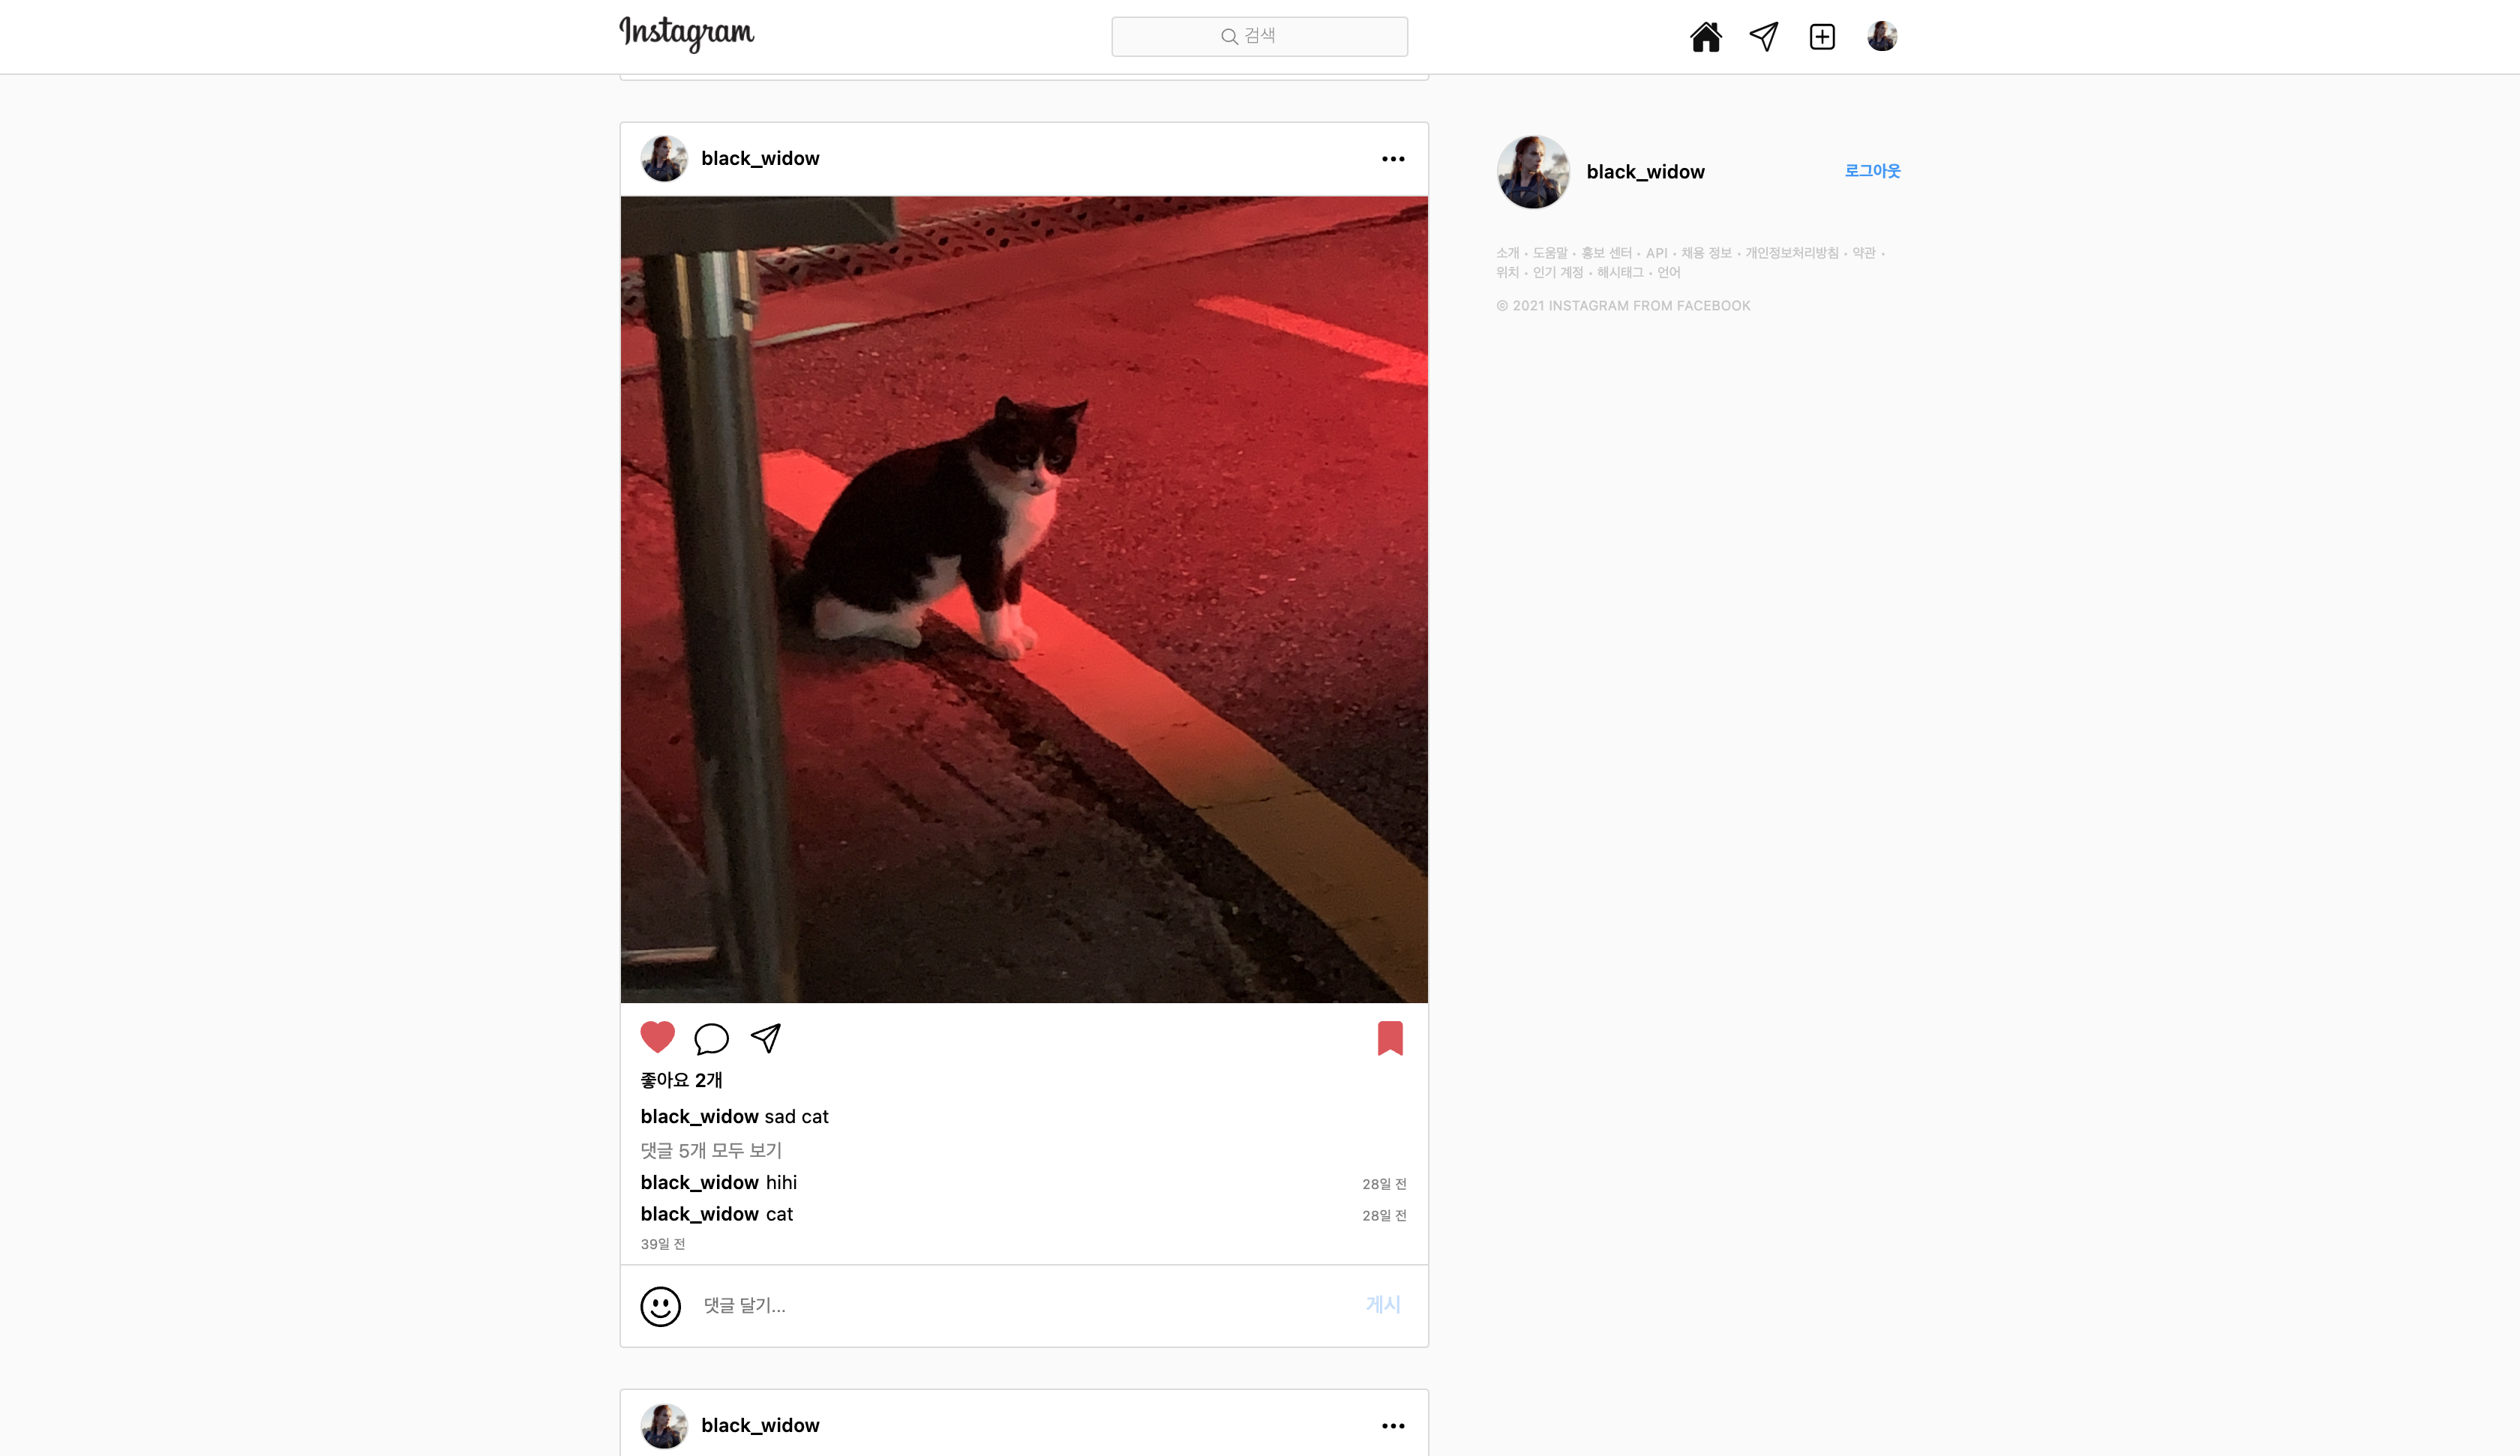 Instagram
검색
black_widow
black_widow
로그아웃
소개 • 도움말 • 홍보 센터 • API • 채용 정보 • 개인정보처리방침 • 약관 •
위치 • 인기 계정 • 해시태그 • 언어
© 2021 INSTAGRAM FROM FACEBOOK
좋아요 2개
black_widow sad cat
댓글 5개 모두 보기
black_widow hihi 28일 전
black_widow cat 28일 전
39일 전
댓글 달기... 게시
black_widow